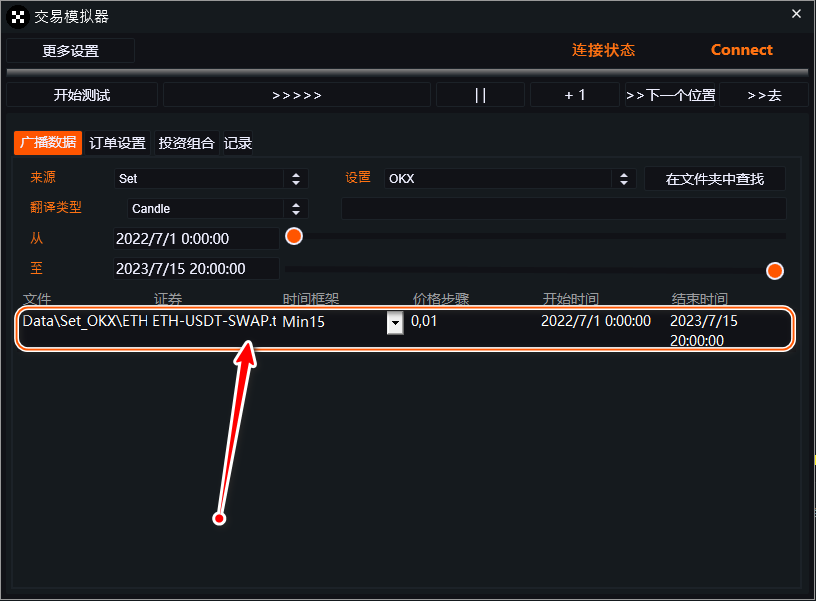 交易模拟器
更多设置 连接状态 Connect
开始测试 >>>>> || + 1 >>下一个位置 >>去
广播数据 订单设置 投资组合 记录
来源 Set 设置 OKX 在文件夹中查找
翻译类型 Candle
从 2022/7/1 0:00:00
至 2023/7/15 20:00:00
文件 证券 时间框架 价格步骤 开始时间 结束时间
Data\Set_OKX\ETH ETH-USDT-SWAP.t Min15 0,01 2022/7/1 0:00:00 2023/7/15
20:00:00